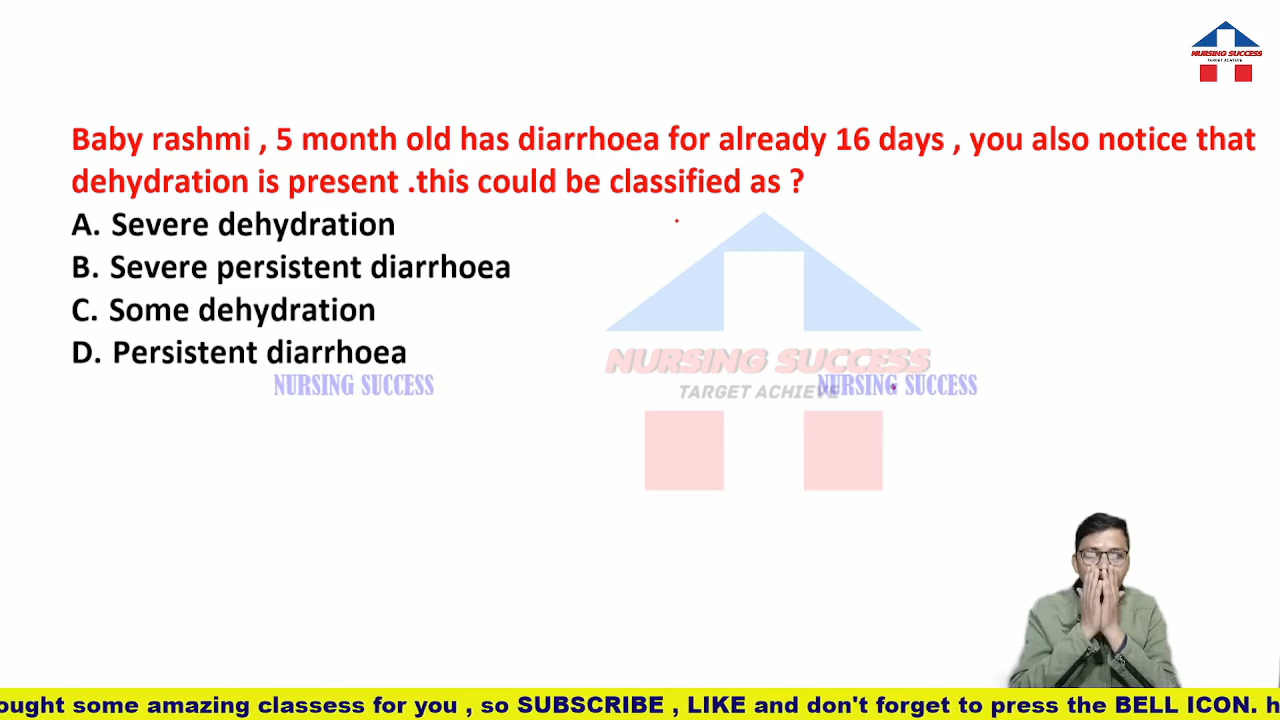 NURSING SUCCESS
TARGET ACHIEVE
Baby rashmi , 5 month old has diarrhoea for already 16 days , you also notice that
dehydration is present .this could be classified as ?
A. Severe dehydration
B. Severe persistent diarrhoea
C. Some dehydration
D. Persistent diarrhoea
NURSING SUCCESS
TARGET ACHIEVE
NURSING SUCCESS
NURSING SUCCESS
ought some amazing classess for you , so SUBSCRIBE , LIKE and don't forget to press the BELL ICON. h